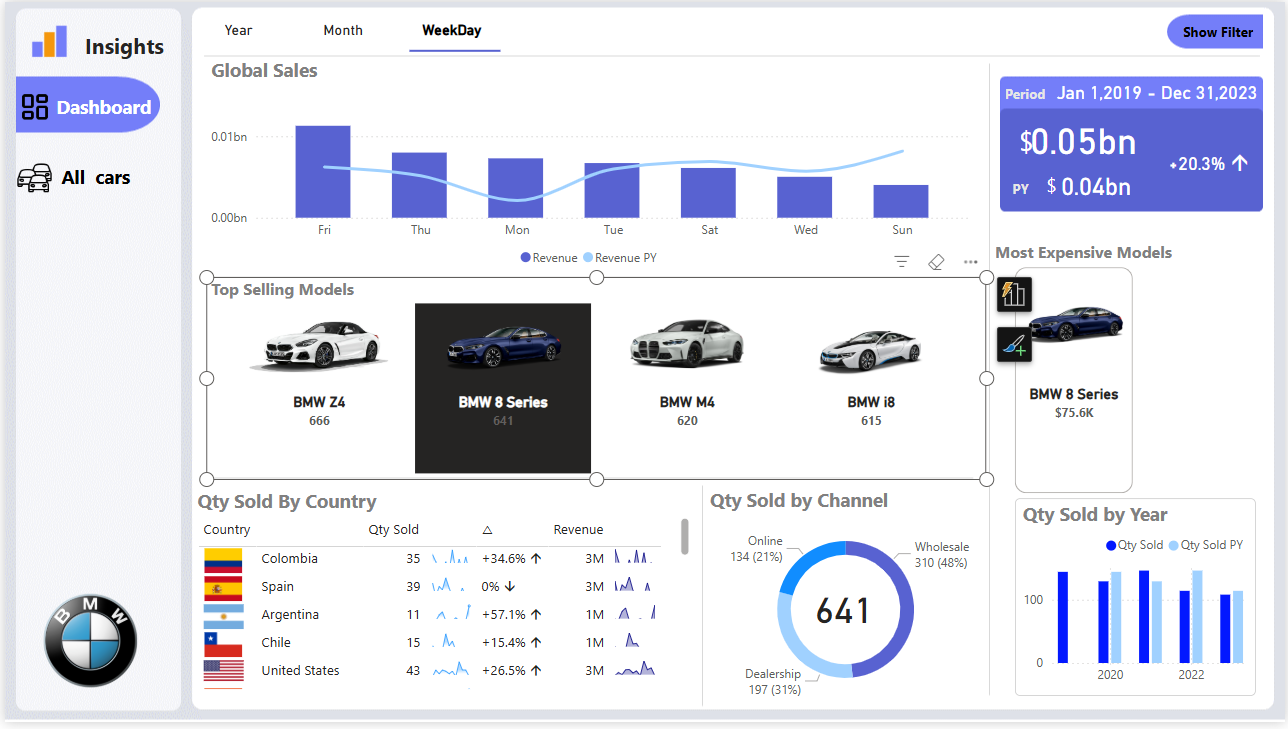 Insights
Dashboard
All cars
B M W
Year Month WeekDay
Show Filter
Global Sales
0.01bn
0.00bn
Fri Thu Mon Tue Sat Wed Sun
Revenue Revenue PY
Period Jan 1,2019 - Dec 31,2023
$0.05bn
+20.3%
PY $ 0.04bn
Top Selling Models
BMW Z4
666
BMW 8 Series
641
BMW M4
620
BMW i8
615
Most Expensive Models
BMW 8 Series
$75.6K
Qty Sold By Country
Country Qty Sold Δ Revenue
Colombia 35 +34.6% 3M
Spain 39 0% 3M
Argentina 11 +57.1% 1M
Chile 15 +15.4% 1M
United States 43 +26.5% 3M
Qty Sold by Channel
Online
134 (21%)
Wholesale
310 (48%)
641
Dealership
197 (31%)
Qty Sold by Year
Qty Sold Qty Sold PY
100
0
2020 2022